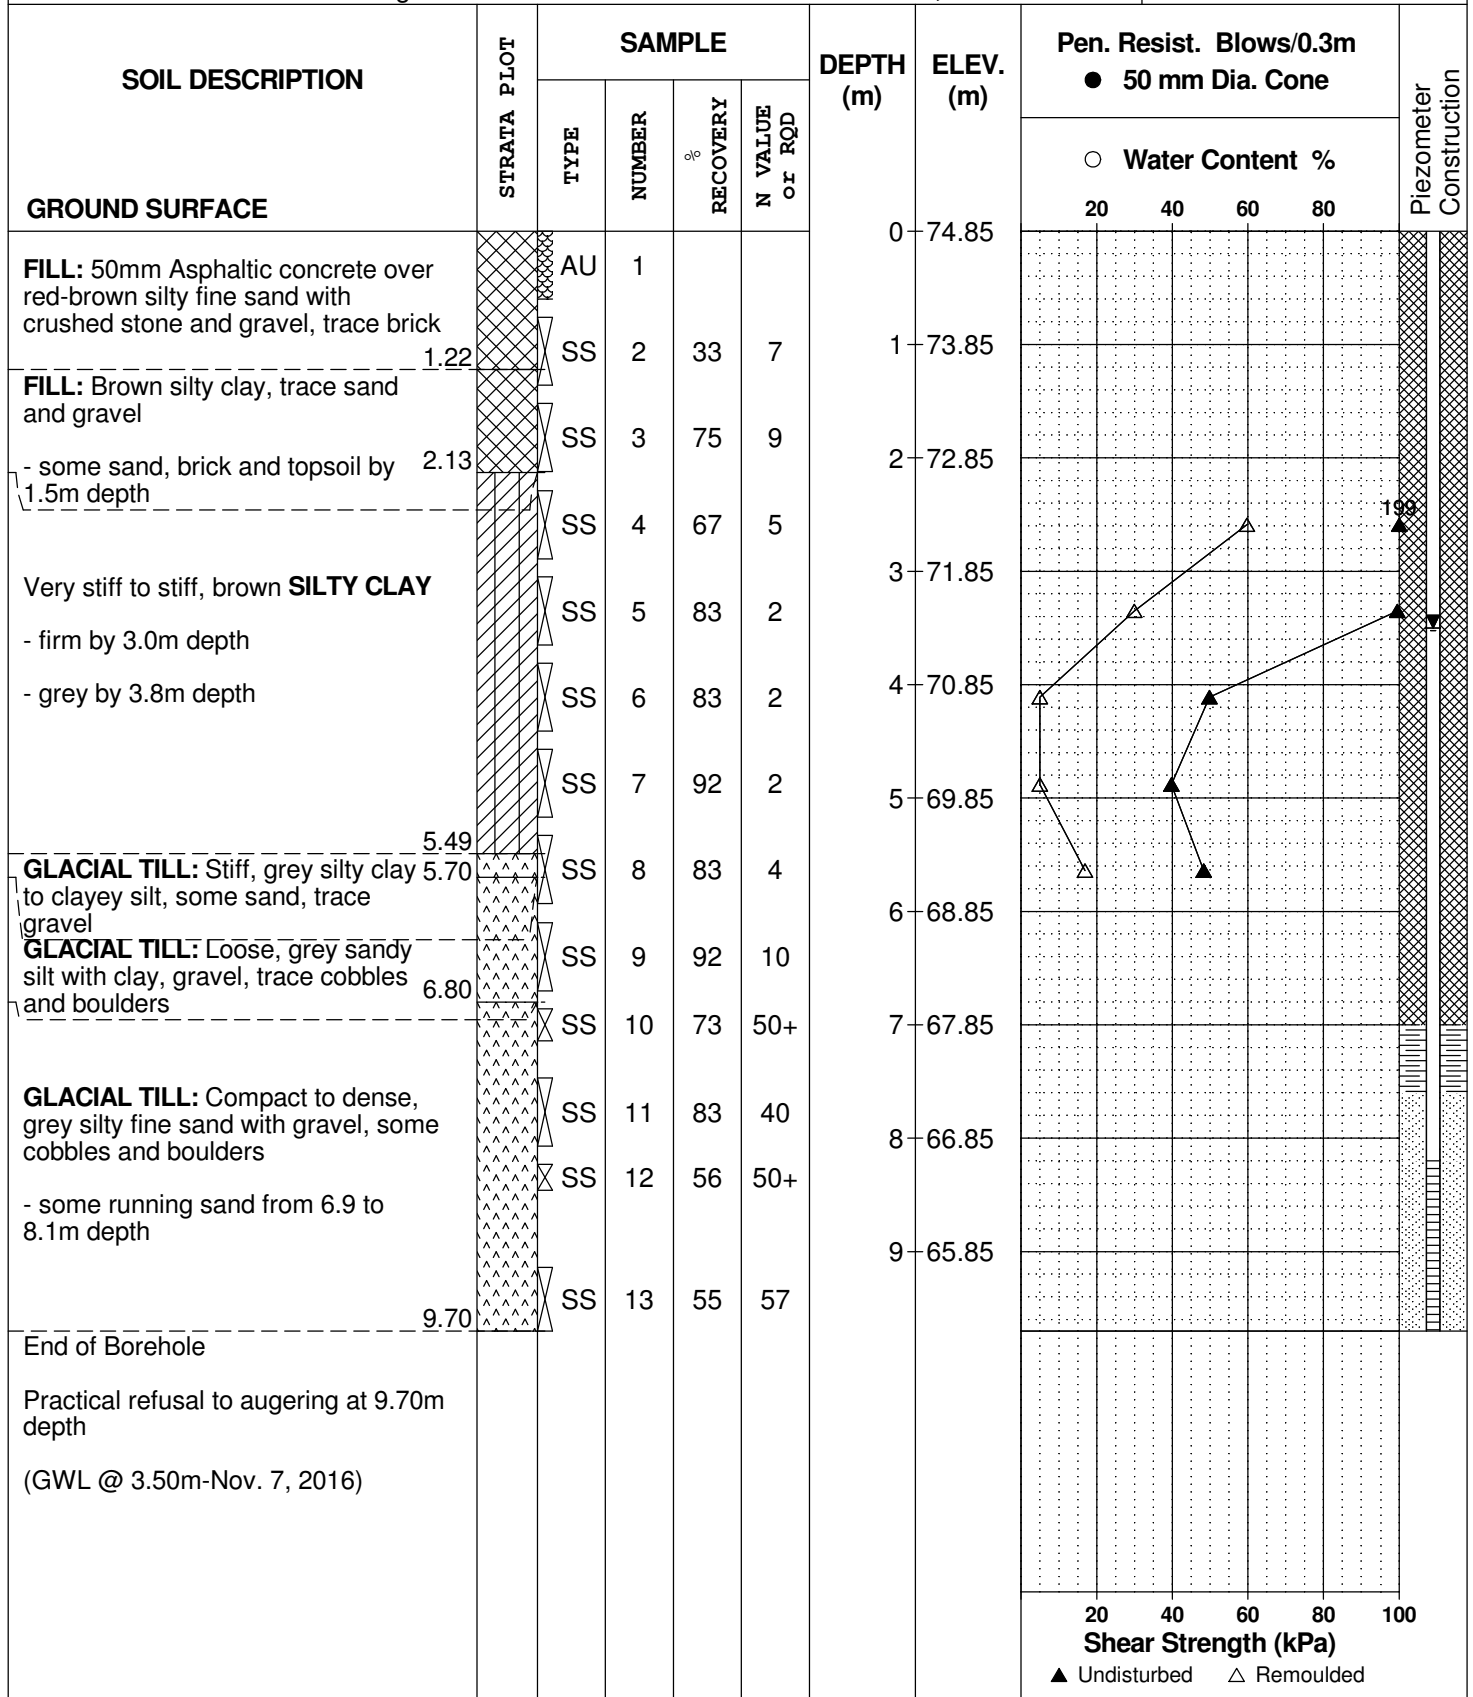 SOIL DESCRIPTION
GROUND SURFACE
STRATA PLOT
SAMPLE
TYPE
NUMBER
%
RECOVERY
N VALUE
or RQD
DEPTH
(m)
ELEV.
(m)
Pen. Resist. Blows/0.3m
● 50 mm Dia. Cone
○ Water Content %
20 40 60 80
Piezometer
Construction
0 74.85
FILL: 50mm Asphaltic concrete over
red-brown silty fine sand with
crushed stone and gravel, trace brick
1.22
AU 1
SS 2 33 7
1 73.85
FILL: Brown silty clay, trace sand
and gravel
- some sand, brick and topsoil by
1.5m depth
2.13
SS 3 75 9
2 72.85
SS 4 67 5
199
Very stiff to stiff, brown SILTY CLAY
- firm by 3.0m depth
- grey by 3.8m depth
3 71.85
SS 5 83 2
SS 6 83 2
4 70.85
SS 7 92 2
5 69.85
5.49
GLACIAL TILL: Stiff, grey silty clay
to clayey silt, some sand, trace
gravel
5.70
SS 8 83 4
6 68.85
GLACIAL TILL: Loose, grey sandy
silt with clay, gravel, trace cobbles
and boulders
6.80
SS 9 92 10
SS 10 73 50+
7 67.85
GLACIAL TILL: Compact to dense,
grey silty fine sand with gravel, some
cobbles and boulders
- some running sand from 6.9 to
8.1m depth
SS 11 83 40
8 66.85
SS 12 56 50+
9 65.85
SS 13 55 57
9.70
End of Borehole
Practical refusal to augering at 9.70m
depth
(GWL @ 3.50m-Nov. 7, 2016)
20 40 60 80 100
Shear Strength (kPa)
▲ Undisturbed △ Remoulded